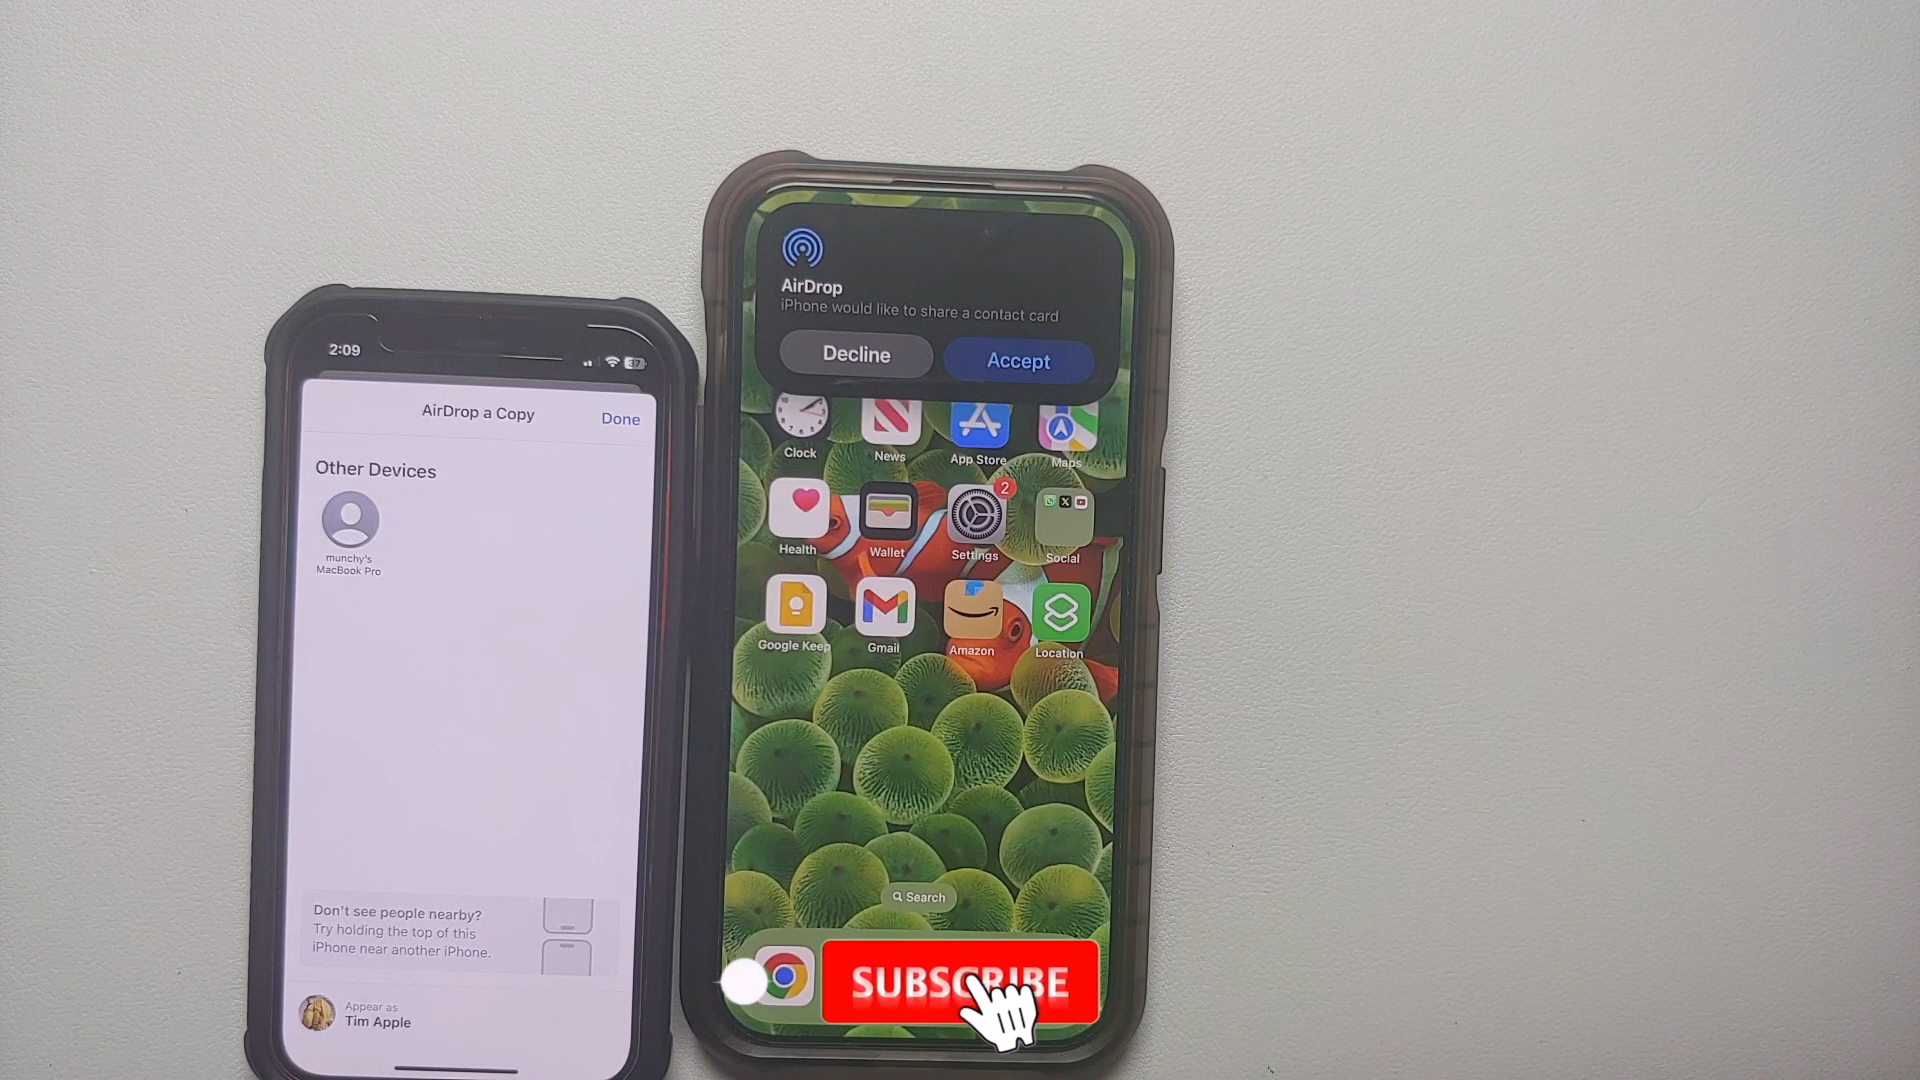 2:09
37
AirDrop a Copy
Done
Other Devices
munchy's
MacBook Pro
Don't see people nearby?
Try holding the top of this
iPhone near another iPhone.
Appear as
Tim Apple
AirDrop
iPhone would like to share a contact card
Decline
Accept
Clock
News
App Store
Maps
2
Health
Wallet
Settings
Social
Google Keep
Gmail
Amazon
Location
Search
SUBSCRIBE